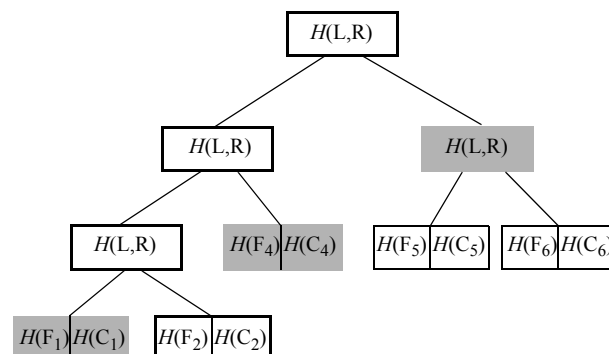 H(L,R)
H(L,R) H(L,R)
H(L,R) H(F4) H(C4) H(F5) H(C5) H(F6) H(C6)
H(F1) H(C1) H(F2) H(C2)